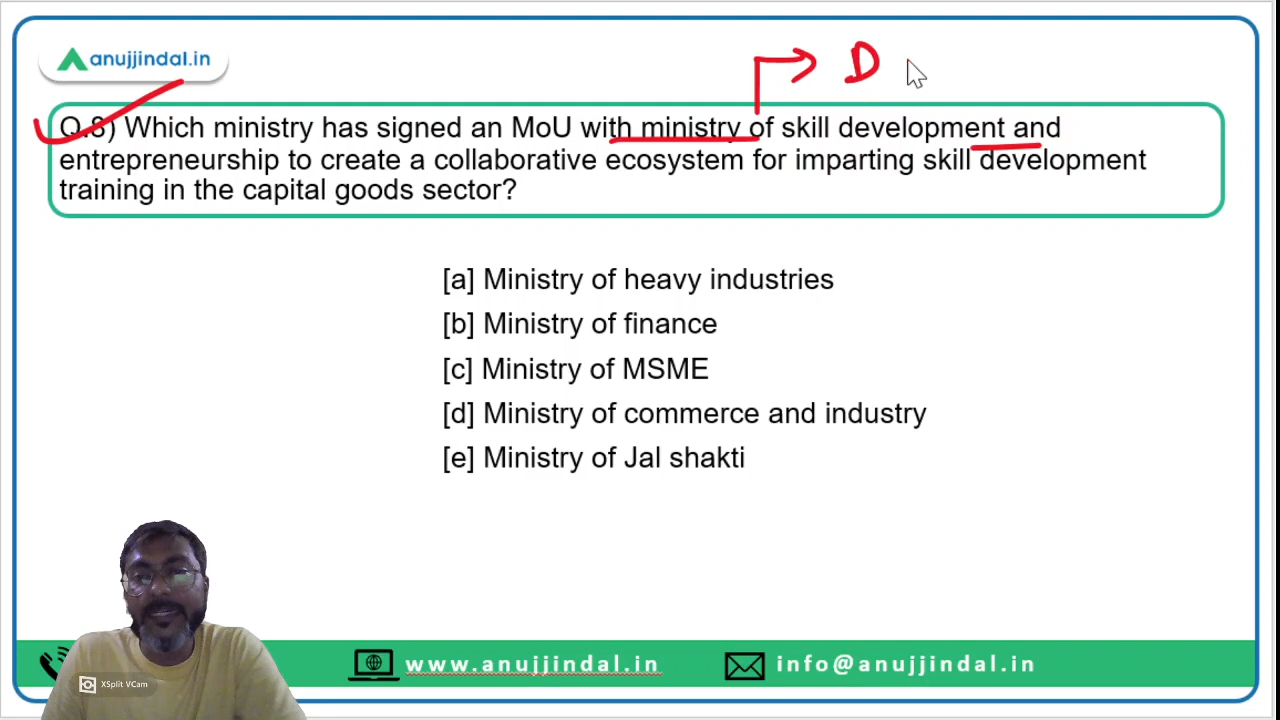 anujjindal.in
D
Q.8) Which ministry has signed an MoU with ministry of skill development and
entrepreneurship to create a collaborative ecosystem for imparting skill development
training in the capital goods sector?
[a] Ministry of heavy industries
[b] Ministry of finance
[c] Ministry of MSME
[d] Ministry of commerce and industry
[e] Ministry of Jal shakti
www.anujjindal.in
info@anujjindal.in
XSplit VCam